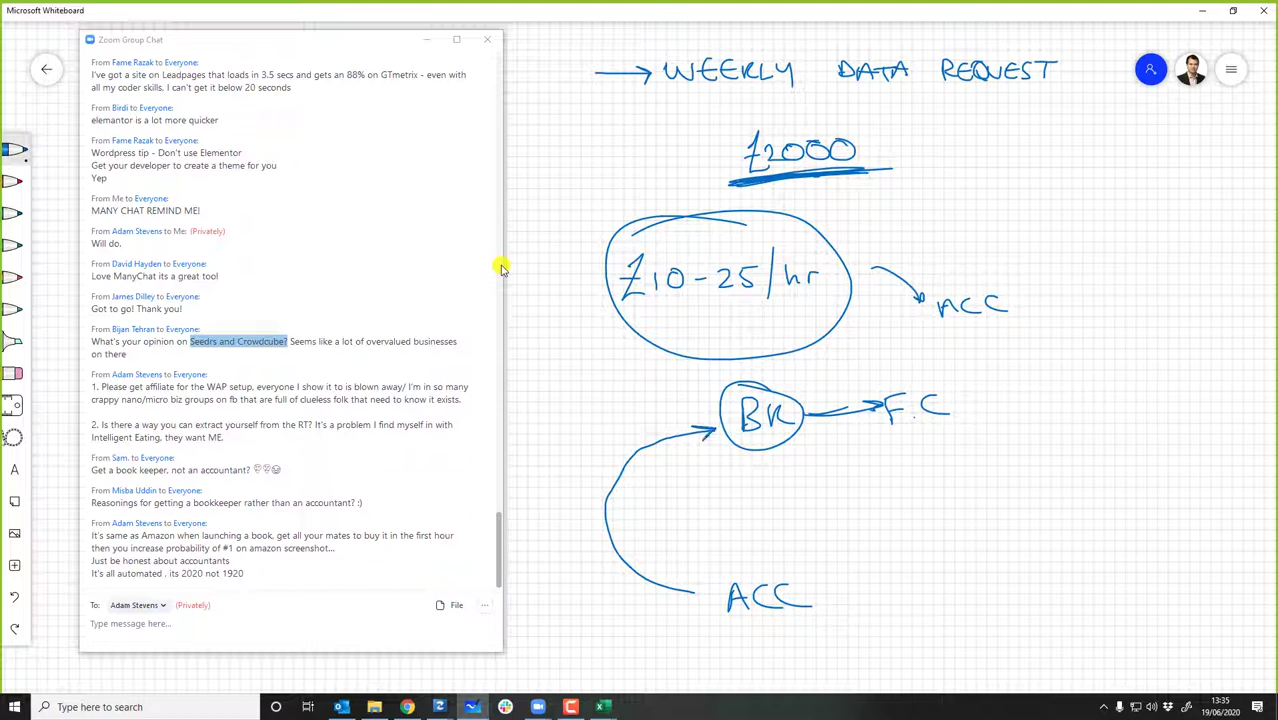 Microsoft Whiteboard
Zoom Group Chat
From Fame Razak to Everyone:
I've got a site on Leadpages that loads in 3.5 secs and gets an 88% on GTmetrix - even with
all my coder skills. I can't get it below 20 seconds
From Birdi to Everyone:
elemantor is a lot more quicker
From Fame Razak to Everyone:
Wordpress tip - Don't use Elementor
Get your developer to create a theme for you
Yep
From Me to Everyone:
MANY CHAT REMIND ME!
From Adam Stevens to Me: (Privately)
Will do.
From David Hayden to Everyone:
Love ManyChat its a great tool!
From James Dilley to Everyone:
Got to go! Thank you!
From Bijan Tehran to Everyone:
What's your opinion on Seedrs and Crowdcube? Seems like a lot of overvalued businesses
on there
From Adam Stevens to Everyone:
1. Please get affiliate for the WAP setup, everyone I show it to is blown away/ I'm in so many
crappy nano/micro biz groups on fb that are full of clueless folk that need to know it exists.
2. Is there a way you can extract yourself from the RT? It's a problem I find myself in with
Intelligent Eating, they want ME.
From Sam. to Everyone:
Get a book keeper, not an accountant?
From Misba Uddin to Everyone:
Reasonings for getting a bookkeeper rather than an accountant? :)
From Adam Stevens to Everyone:
It's same as Amazon when launching a book, get all your mates to buy it in the first hour
then you increase probability of #1 on amazon screenshot...
Just be honest about accountants
It's all automated , its 2020 not 1920
To: Adam Stevens (Privately) File
Type message here...
WEEKLY DATA REQUEST
£2000
£10-25/hr
ACC
BK
F.C
ACC
Type here to search
13:35
19/06/2020